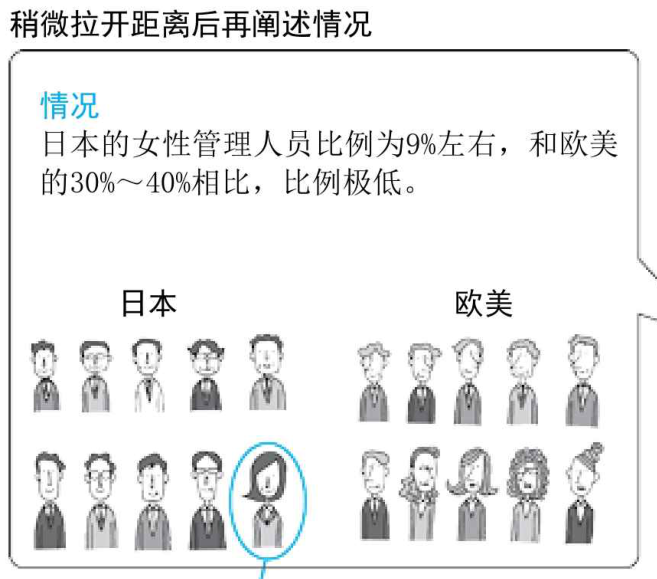 稍微拉开距离后再阐述情况
情况
日本的女性管理人员比例为9%左右，和欧美
的30%～40%相比，比例极低。
日本
欧美